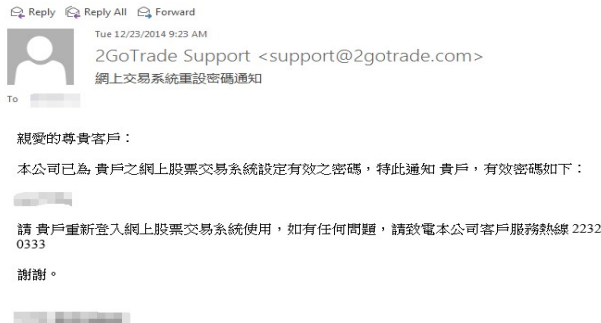 Reply Reply All Forward
Tue 12/23/2014 9:23 AM
2GoTrade Support <support@2gotrade.com>
網上交易系統重設密碼通知
To
親愛的尊貴客戶：
本公司已為 貴戶之網上股票交易系統設定有效之密碼，特此通知 貴戶，有效密碼如下：
請 貴戶重新登入網上股票交易系統使用，如有任何問題，請致電本公司客戶服務熱線 2232
0333
謝謝。